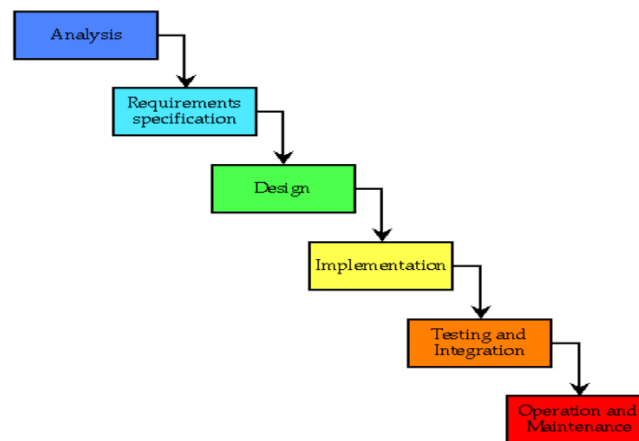 Analysis
Requirements
specification
Design
Implementation
Testing and
Integration
Operation and
Maintenance